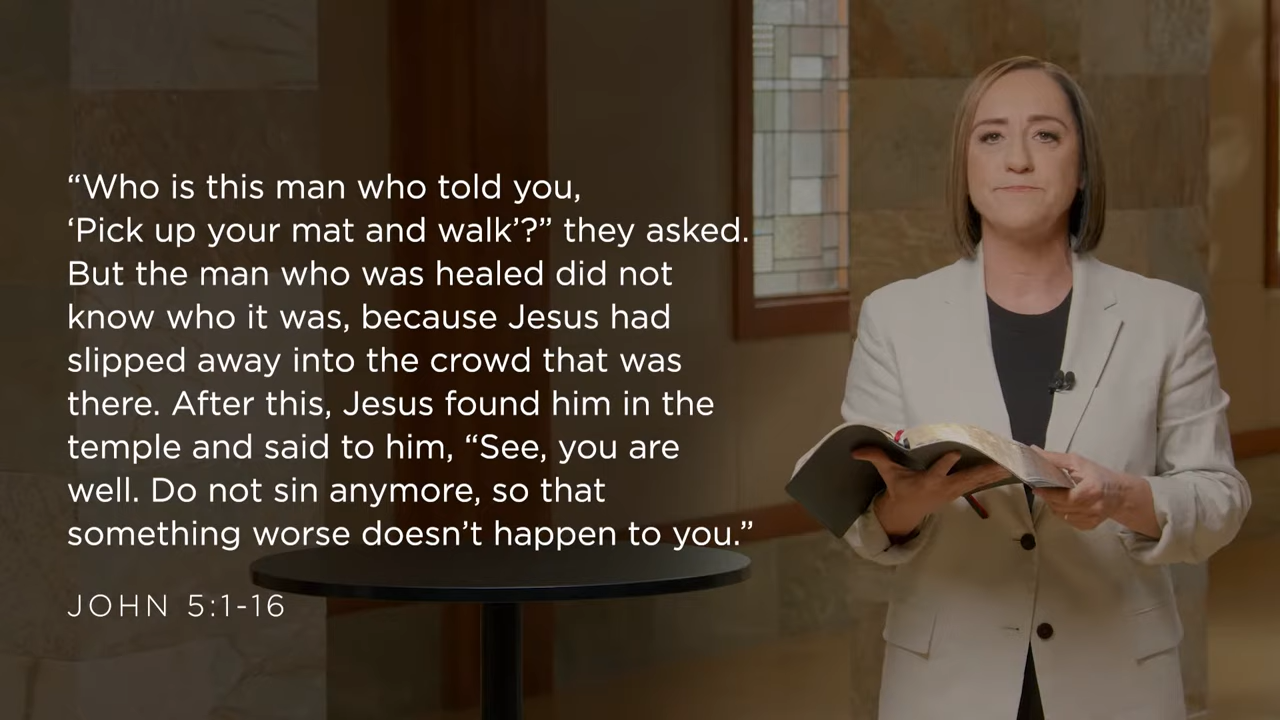 “Who is this man who told you,
‘Pick up your mat and walk’?” they asked.
But the man who was healed did not
know who it was, because Jesus had
slipped away into the crowd that was
there. After this, Jesus found him in the
temple and said to him, “See, you are
well. Do not sin anymore, so that
something worse doesn’t happen to you.”
JOHN 5:1-16